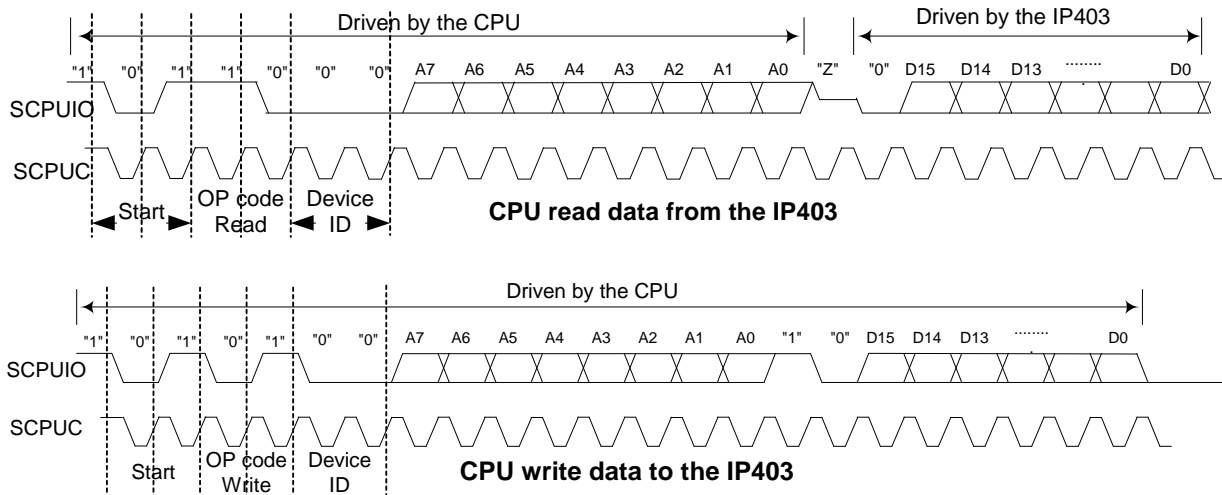 Driven by the CPU
Driven by the IP403
"1" "0" "1" "1" "0" "0" "0" A7 A6 A5 A4 A3 A2 A1 A0 "Z" "0" D15 D14 D13 ........ D0
SCPUIO
SCPUC
Start OP code Read Device ID
CPU read data from the IP403
Driven by the CPU
"1" "0" "1" "0" "1" "0" "0" A7 A6 A5 A4 A3 A2 A1 A0 "1" "0" D15 D14 D13 ........ D0
SCPUIO
SCPUC
Start OP code Write Device ID
CPU write data to the IP403